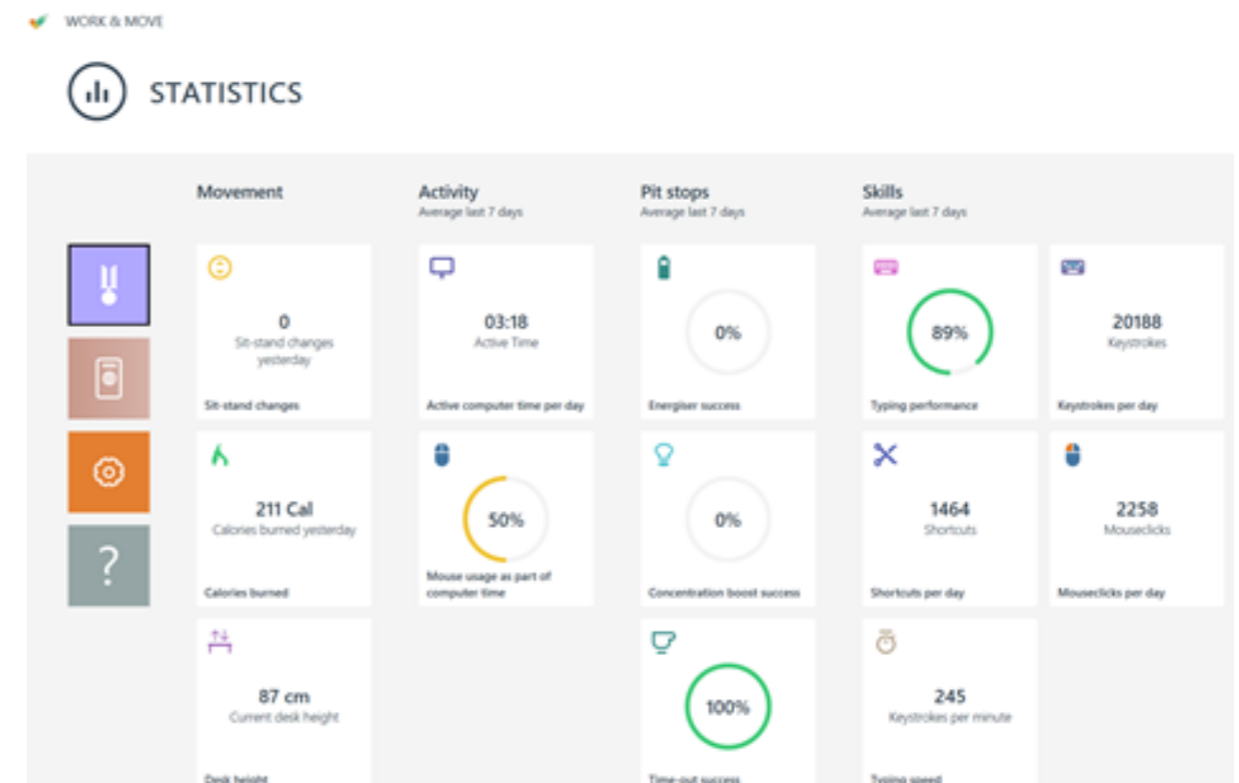 WORK & MOVE
STATISTICS
Movement
Activity
Average last 7 days
Pit stops
Average last 7 days
Skills
Average last 7 days
0
Sit-stand changes
yesterday
Sit-stand changes
03:18
Active Time
Active computer time per day
0%
Energiser success
89%
Typing performance
20188
Keystrokes
Keystrokes per day
211 Cal
Calories burned yesterday
Calories burned
50%
Mouse usage as part of
computer time
0%
Concentration boost success
1464
Shortcuts
Shortcuts per day
2258
Mouseclicks
Mouseclicks per day
?
87 cm
Current desk height
Desk height
100%
Time-out success
245
Keystrokes per minute
Typing speed